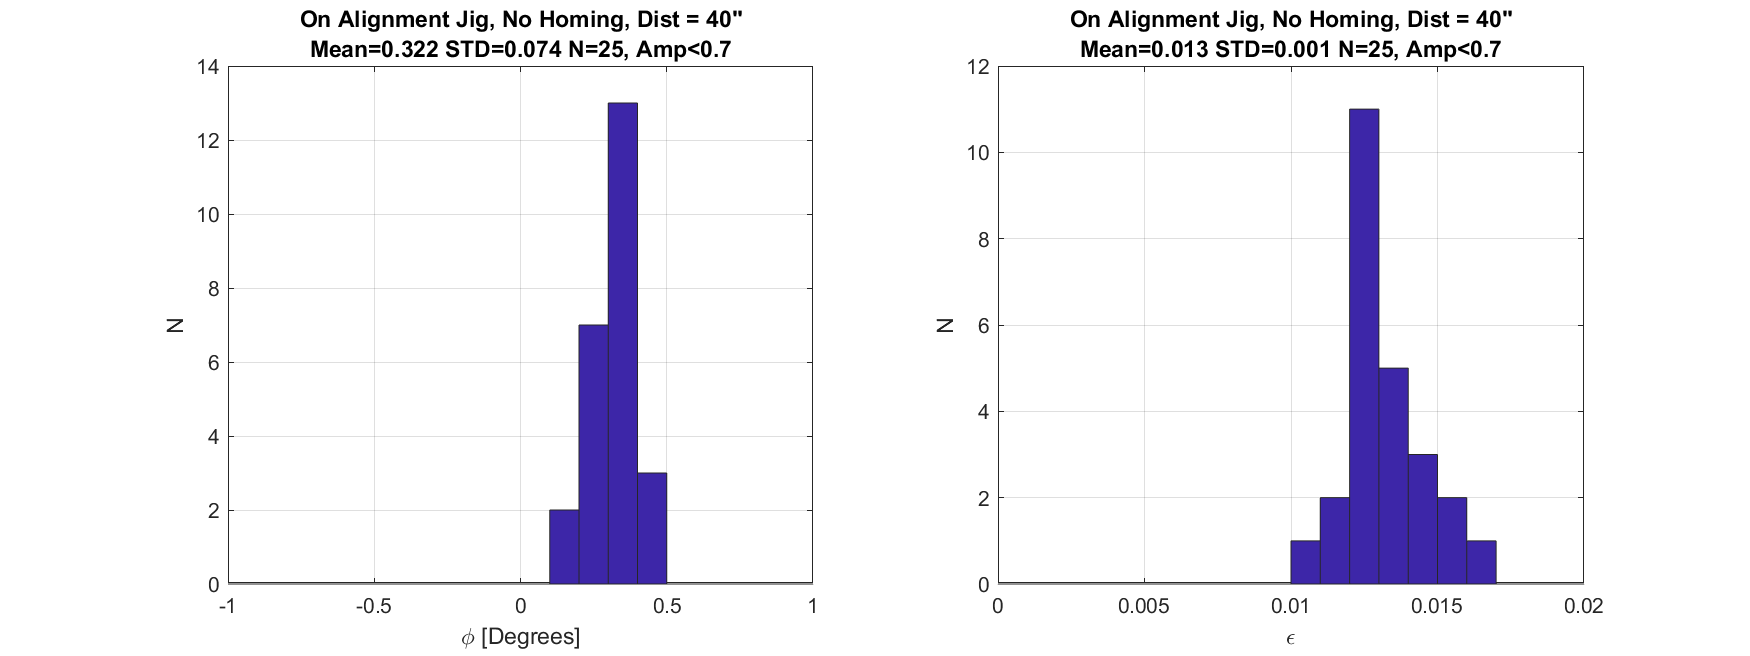 On Alignment Jig, No Homing, Dist = 40"
Mean=0.322 STD=0.074 N=25, Amp<0.7
14
12
10
8
6
4
2
0
N
-1 -0.5 0 0.5 1
ϕ [Degrees]
On Alignment Jig, No Homing, Dist = 40"
Mean=0.013 STD=0.001 N=25, Amp<0.7
12
10
8
6
4
2
0
N
0 0.005 0.01 0.015 0.02
ϵ